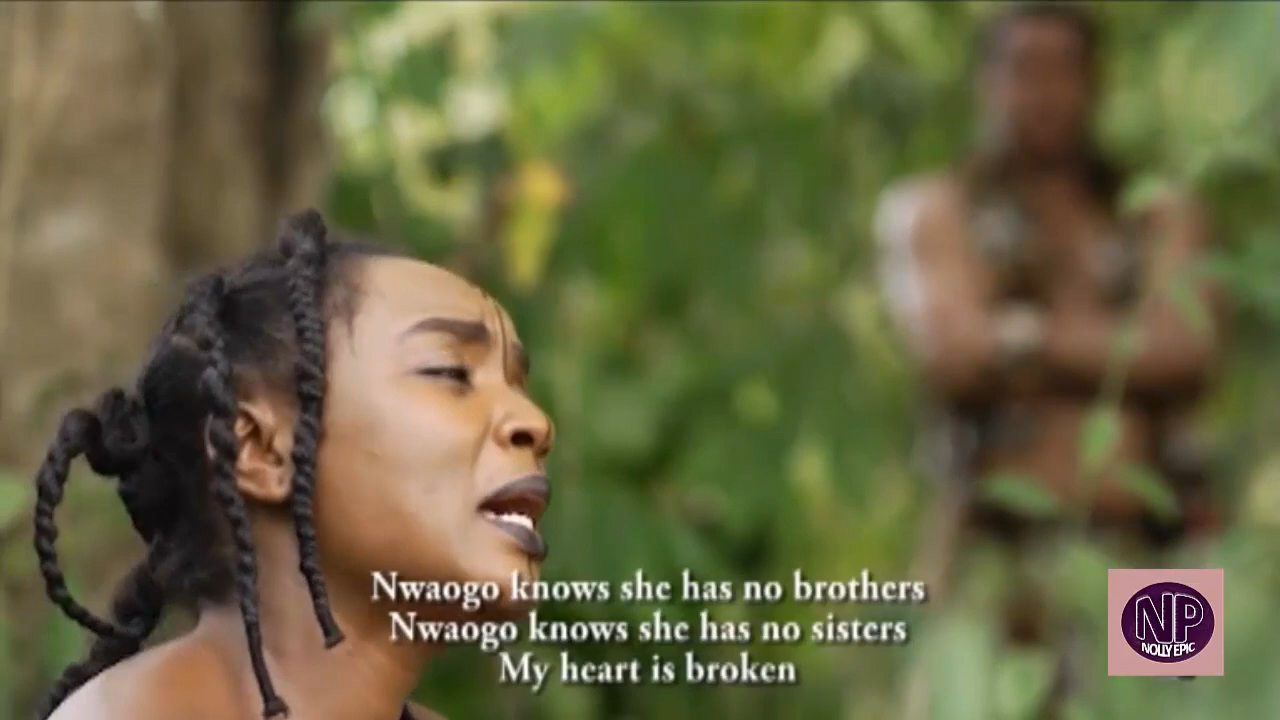 Nwaogo knows she has no brothers
Nwaogo knows she has no sisters
My heart is broken
NP
NOLLY EPIC